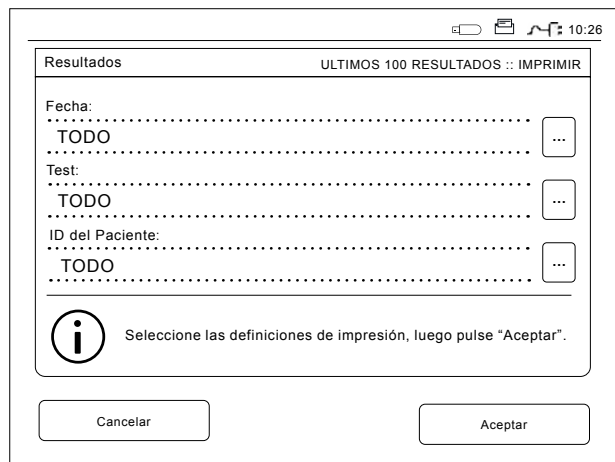 10:26
Resultados ULTIMOS 100 RESULTADOS :: IMPRIMIR
Fecha:
TODO ...
Test:
TODO ...
ID del Paciente:
TODO ...
Seleccione las definiciones de impresión, luego pulse “Aceptar”.
Cancelar Aceptar